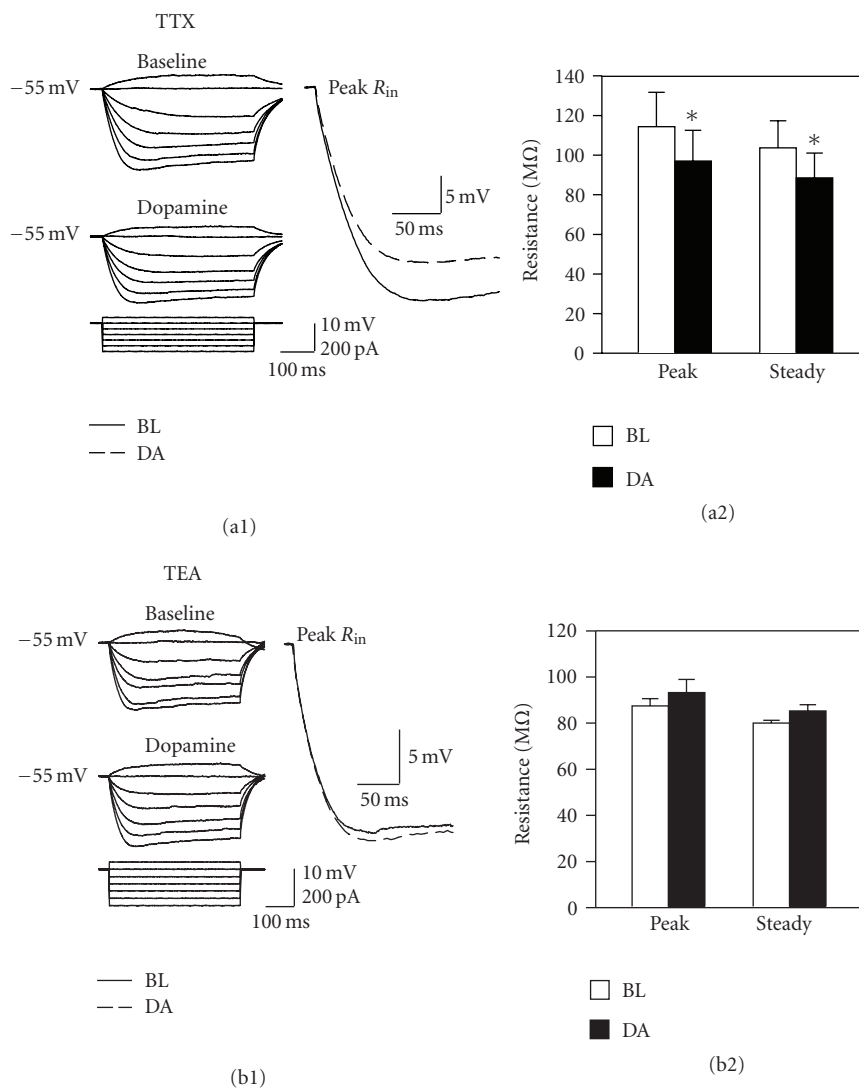 TTX
Baseline
−55 mV
Peak Rin
5 mV
50 ms
Dopamine
−55 mV
10 mV
200 pA
100 ms
BL
DA
(a1)
140
120
100
80
60
40
20
0
Resistance (MΩ)
*
*
Peak Steady
BL
DA
(a2)
TEA
Baseline
−55 mV
Peak Rin
5 mV
50 ms
Dopamine
−55 mV
10 mV
200 pA
100 ms
BL
DA
(b1)
120
100
80
60
40
20
0
Resistance (MΩ)
Peak Steady
BL
DA
(b2)